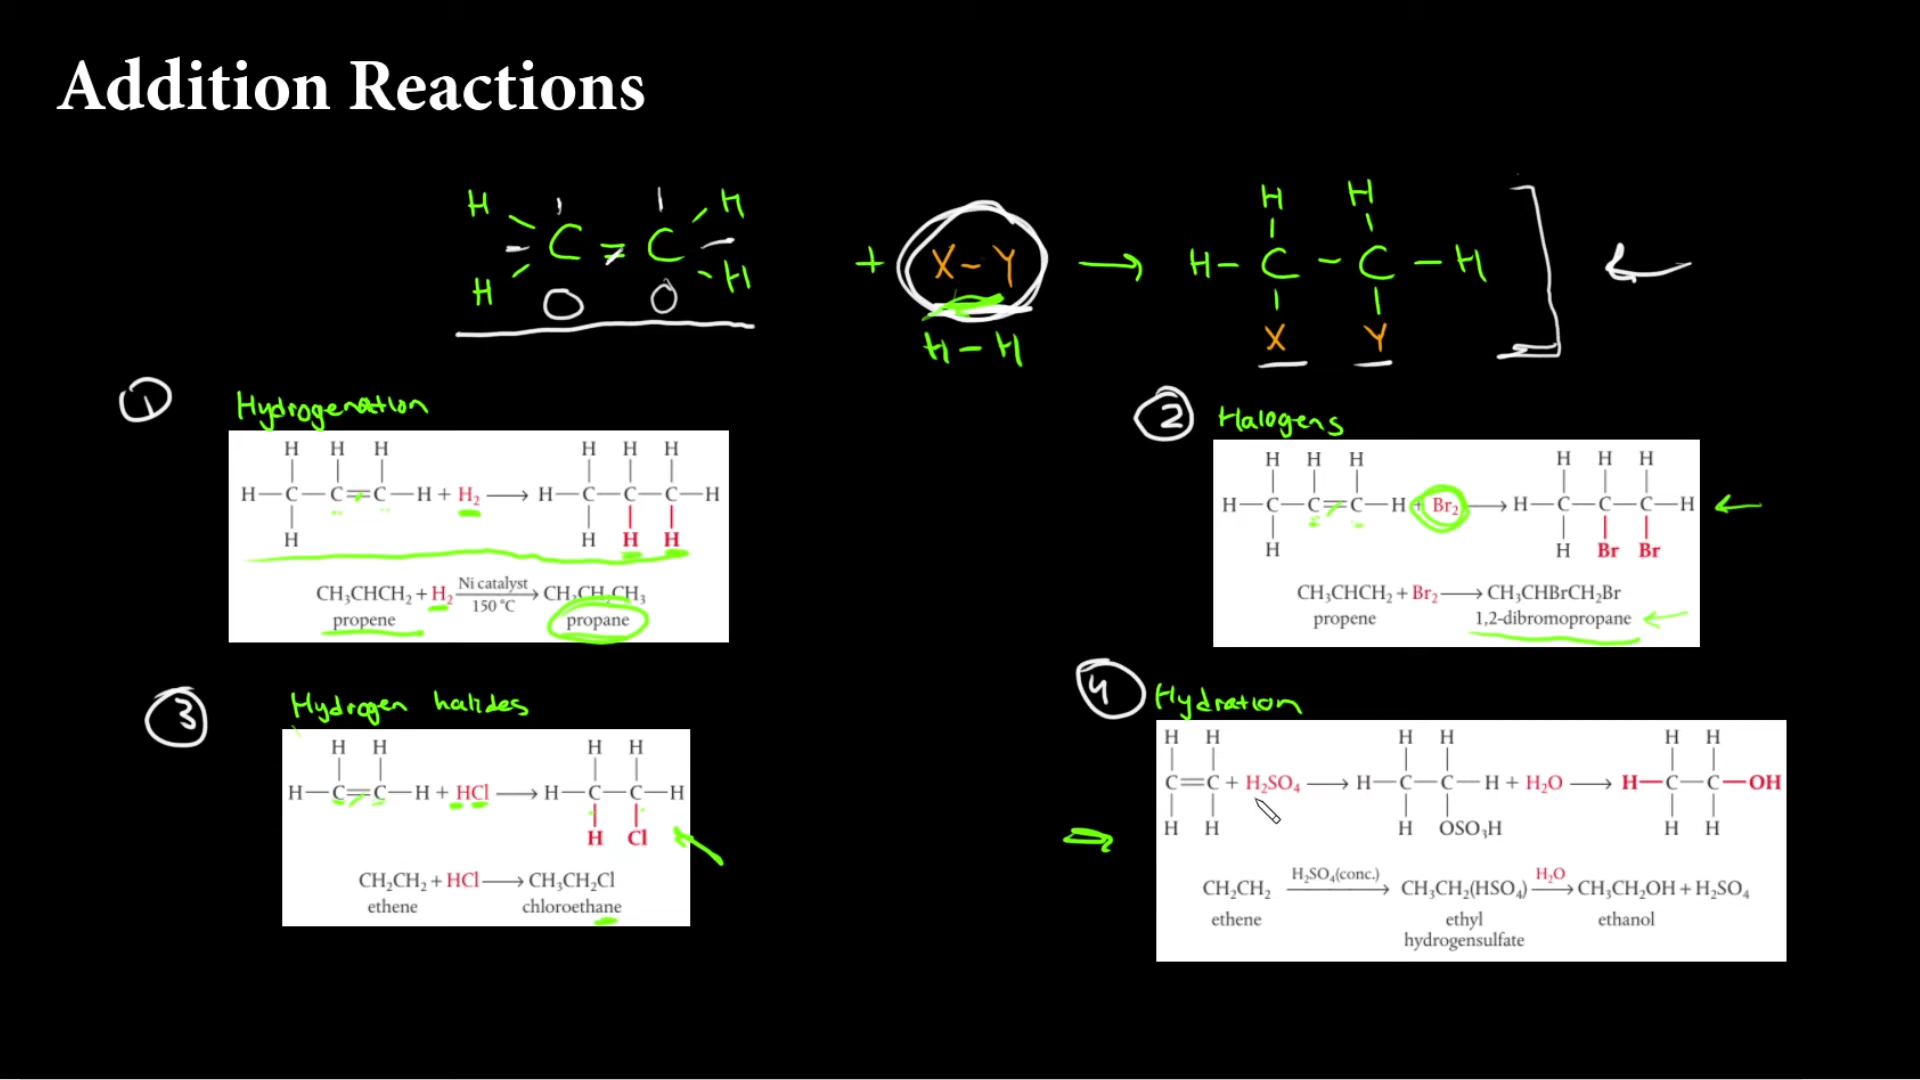 Addition Reactions
H H H H
C = C + X - Y → H - C - C - H
H H X Y
H - H
1 Hydrogenation
H H H H H H
H—C—C=C—H + H₂ ⟶ H—C—C—C—H
H H H H
CH₃CHCH₂ + H₂ Ni catalyst 150 °C ⟶ CH₃CH₂CH₃
propene propane
2 Halogens
H H H H H H
H—C—C=C—H + Br₂ ⟶ H—C—C—C—H
H H Br Br
CH₃CHCH₂ + Br₂ ⟶ CH₃CHBrCH₂Br
propene 1,2-dibromopropane
3 Hydrogen halides
H H H H
H—C=C—H + HCl ⟶ H—C—C—H
H Cl
CH₂CH₂ + HCl ⟶ CH₃CH₂Cl
ethene chloroethane
4 Hydration
H H H H H H
C=C + H₂SO₄ ⟶ H—C—C—H + H₂O ⟶ H—C—C—OH
H H H OSO₃H H H
CH₂CH₂ H₂SO₄(conc.) ⟶ CH₃CH₂(HSO₄) H₂O ⟶ CH₃CH₂OH + H₂SO₄
ethene ethyl ethanol
hydrogensulfate